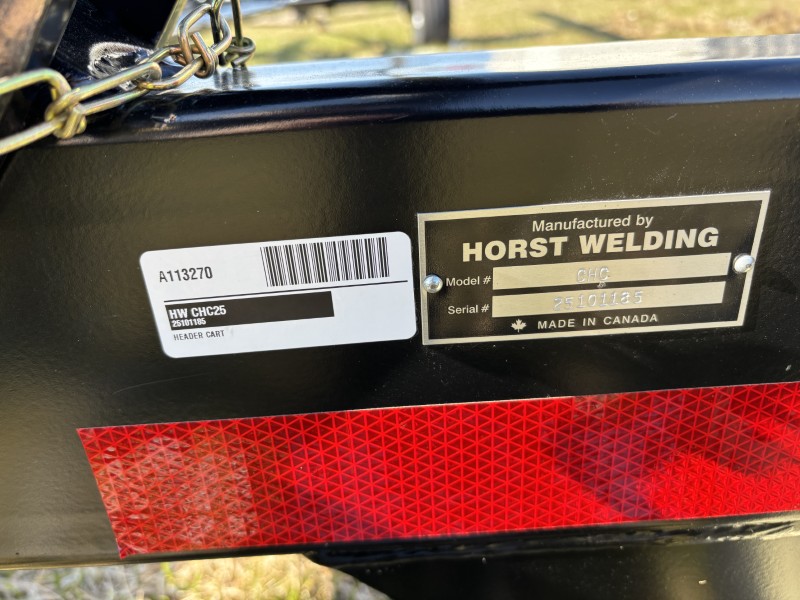 A113270
HW CHC25
25101185
HEADER CART
Manufactured by
HORST WELDING
Model # CHC
Serial # 25101185
MADE IN CANADA